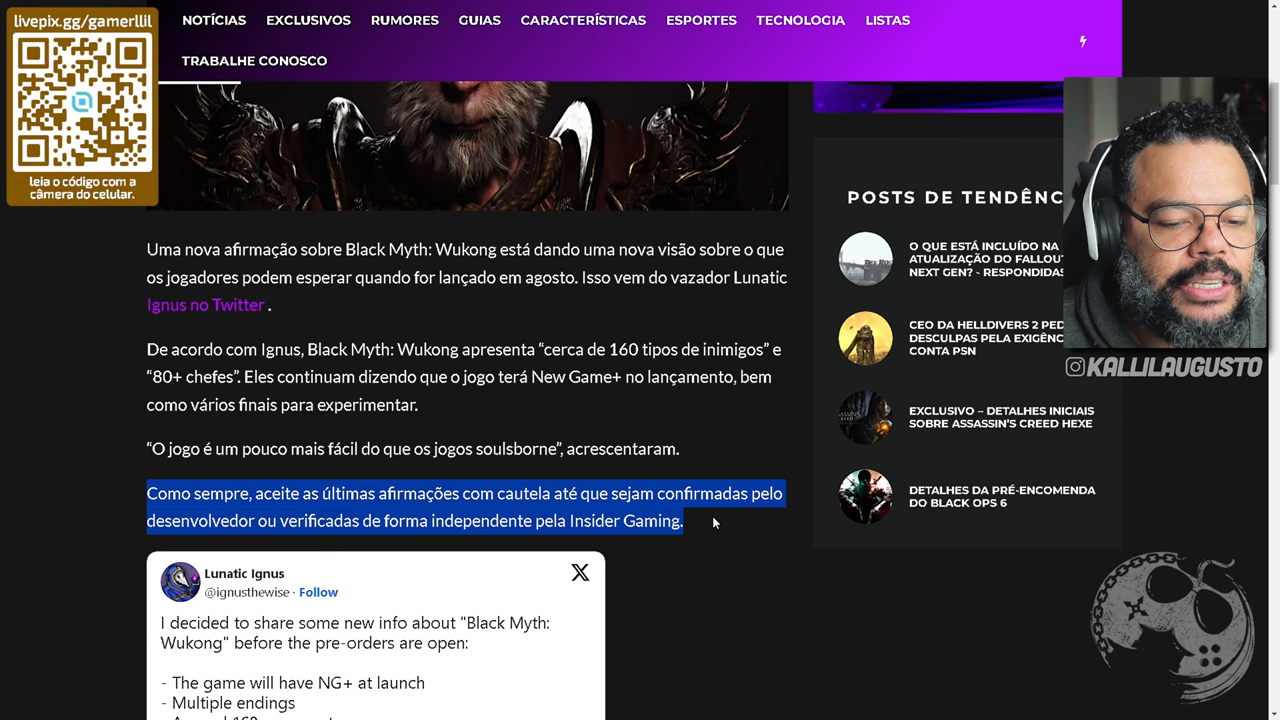 livepix.gg/gamerllil
leia o código com a
câmera do celular.
NOTÍCIAS EXCLUSIVOS RUMORES GUIAS CARACTERÍSTICAS ESPORTES TECNOLOGIA LISTAS
TRABALHE CONOSCO
Uma nova afirmação sobre Black Myth: Wukong está dando uma nova visão sobre o que
os jogadores podem esperar quando for lançado em agosto. Isso vem do vazador Lunatic
Ignus no Twitter .
De acordo com Ignus, Black Myth: Wukong apresenta “cerca de 160 tipos de inimigos” e
“80+ chefes”. Eles continuam dizendo que o jogo terá New Game+ no lançamento, bem
como vários finais para experimentar.
“O jogo é um pouco mais fácil do que os jogos soulsborne”, acrescentaram.
Como sempre, aceite as últimas afirmações com cautela até que sejam confirmadas pelo
desenvolvedor ou verificadas de forma independente pela Insider Gaming.
Lunatic Ignus
@ignusthewise · Follow
I decided to share some new info about "Black Myth:
Wukong" before the pre-orders are open:
- The game will have NG+ at launch
- Multiple endings
POSTS DE TENDÊNC
O QUE ESTÁ INCLUÍDO NA
ATUALIZAÇÃO DO FALLOU
NEXT GEN? - RESPONDIDAS
CEO DA HELLDIVERS 2 PED
DESCULPAS PELA EXIGÊNC
CONTA PSN
EXCLUSIVO – DETALHES INICIAIS
SOBRE ASSASSIN'S CREED HEXE
DETALHES DA PRÉ-ENCOMENDA
DO BLACK OPS 6
@KALLILAUGUSTO